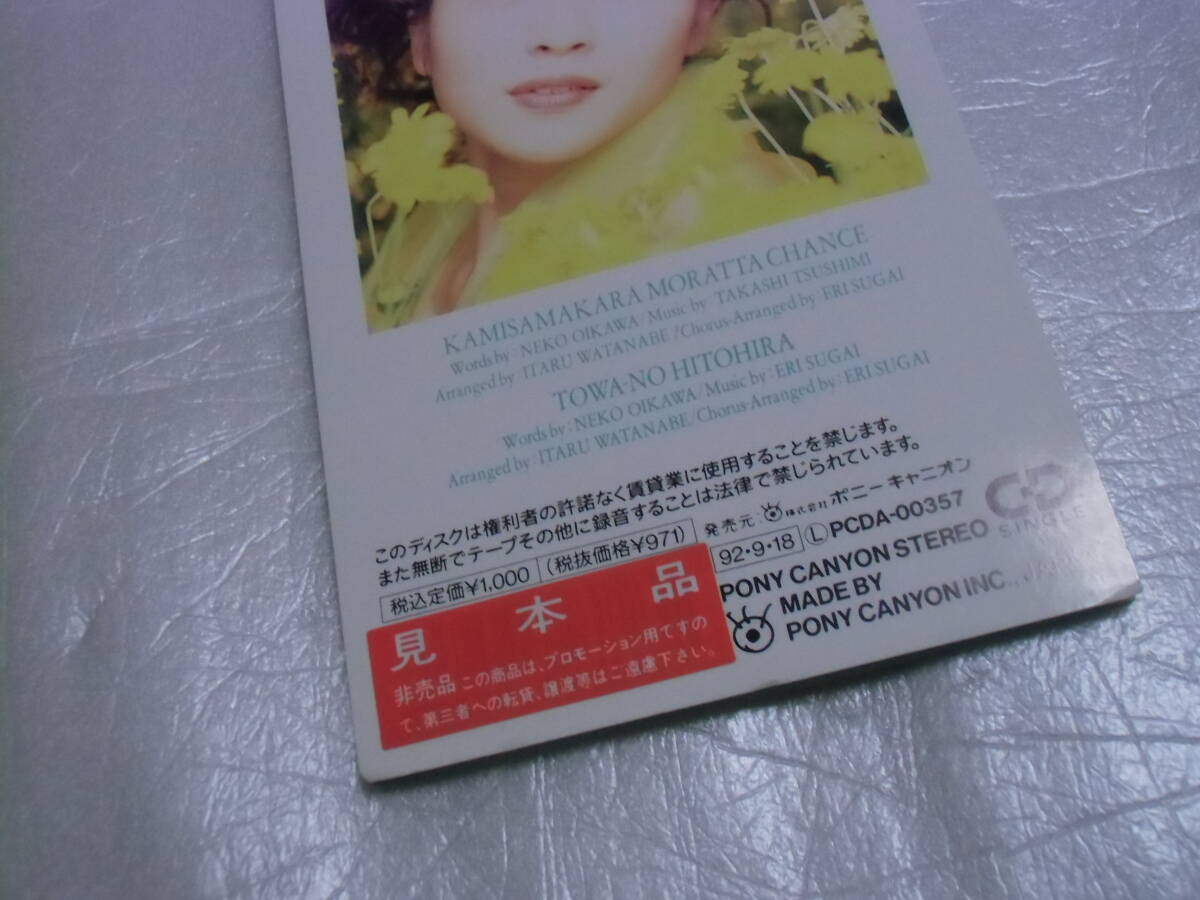 KAMISAMAKARA MORATTA CHANCE
Words by : NEKO OIKAWA / Music by TAKASHI TSUSHIMI
Arranged by ITARU WATANABE / Chorus-Arranged by ERI SUGAI
TOWA-NO HITOHIRA
Words by : NEKO OIKAWA / Music by : ERI SUGAI
Arranged by : ITARU WATANABE / Chorus-Arranged by : ERI SUGAI
このディスクは権利者の許諾なく賃貸業に使用することを禁じます。
また無断でテープその他に録音することは法律で禁じられています。
税込定価¥1,000 (税抜価格¥971) 発売元: 株式会社 ポニーキャニオン
92・9・18 Ⓛ PCDA-00357
CD SINGLE
PONY CANYON STEREO
MADE BY
PONY CANYON INC.
見本品
非売品 この商品は、プロモーション用ですの
で、第三者への転貸、譲渡等はご遠慮下さい。